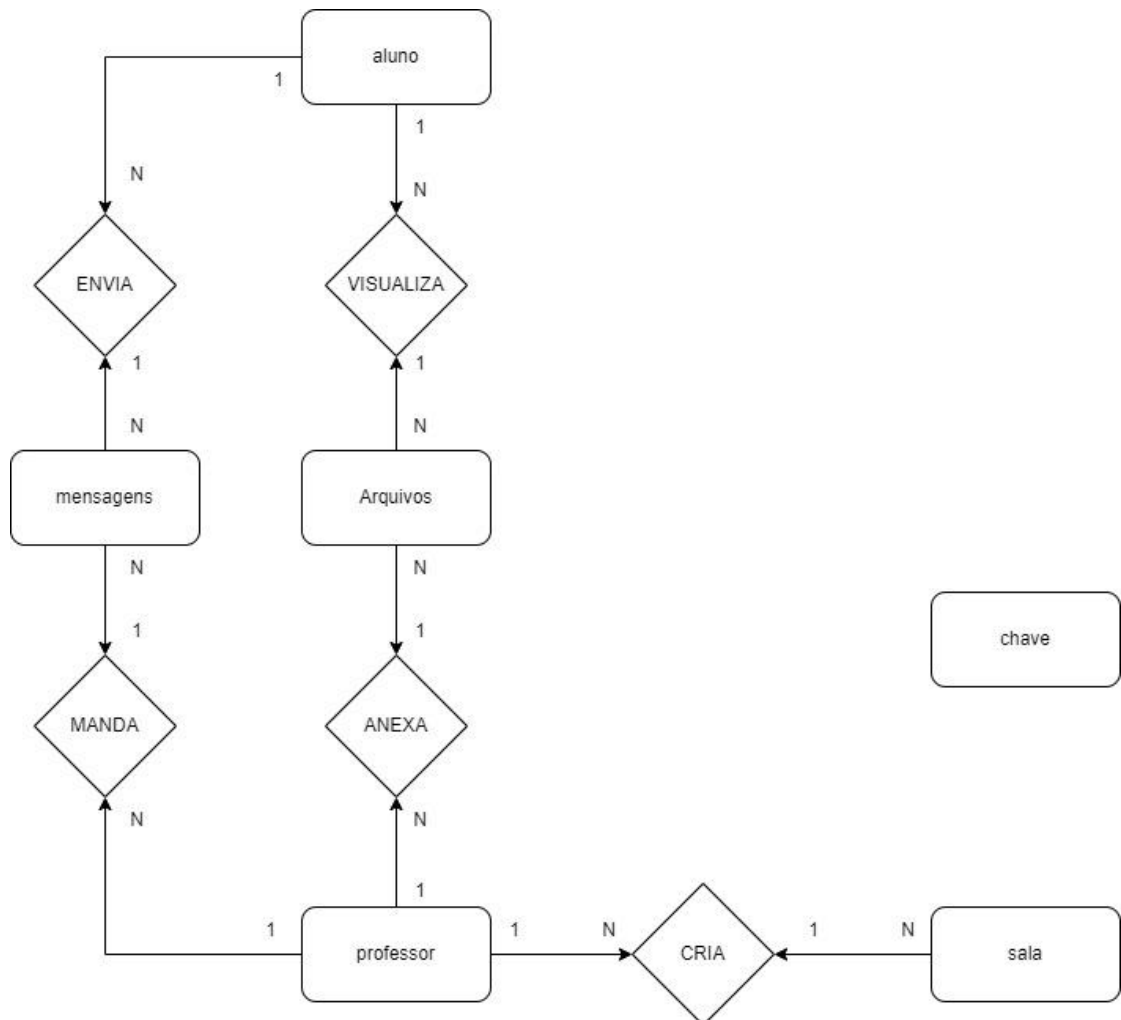 aluno
1
1
N
N
ENVIA
VISUALIZA
1
1
N
N
mensagens
Arquivos
N
N
1
1
chave
MANDA
ANEXA
N
N
1
1
professor
1
N
CRIA
1
N
sala